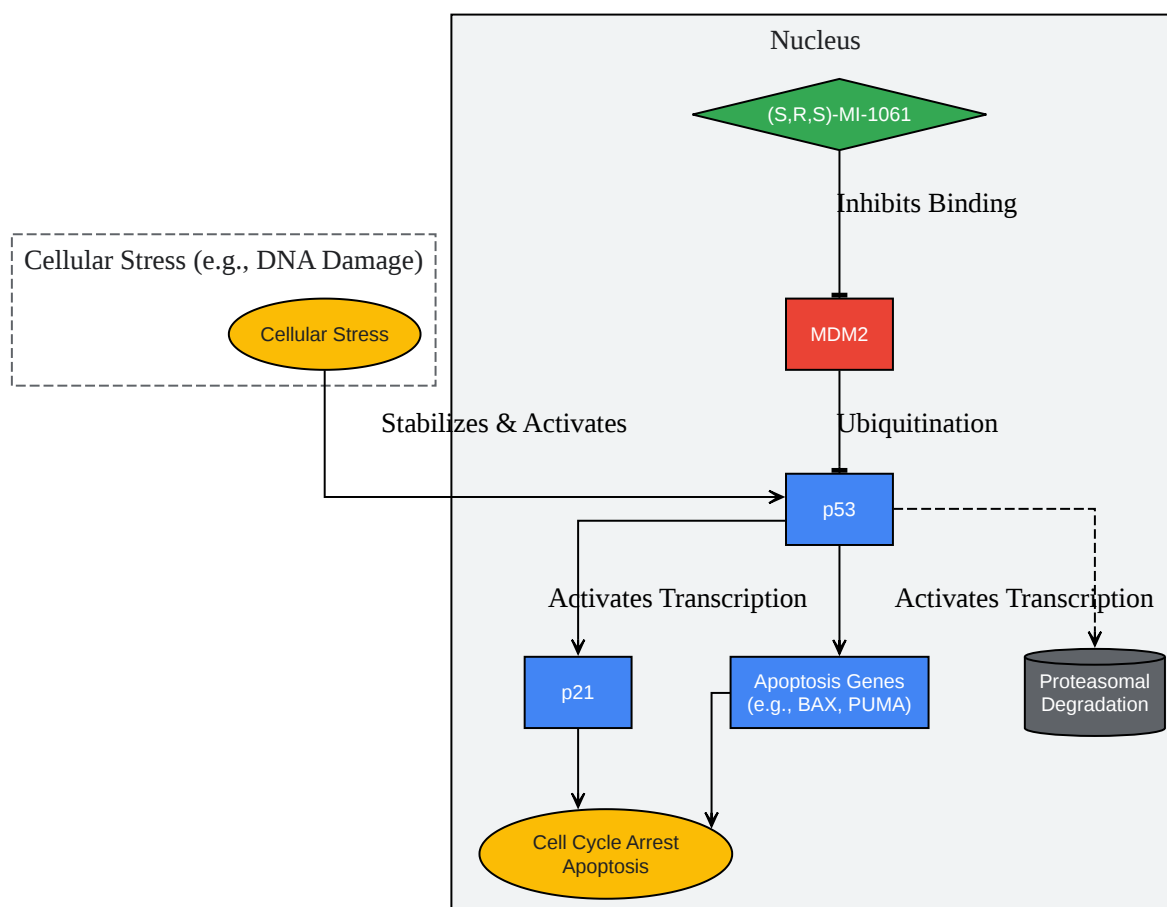 Nucleus
(S,R,S)-MI-1061
Inhibits Binding
Cellular Stress (e.g., DNA Damage)
Cellular Stress
MDM2
Stabilizes & Activates
Ubiquitination
p53
Activates Transcription
Activates Transcription
p21
Apoptosis Genes
(e.g., BAX, PUMA)
Proteasomal
Degradation
Cell Cycle Arrest
Apoptosis